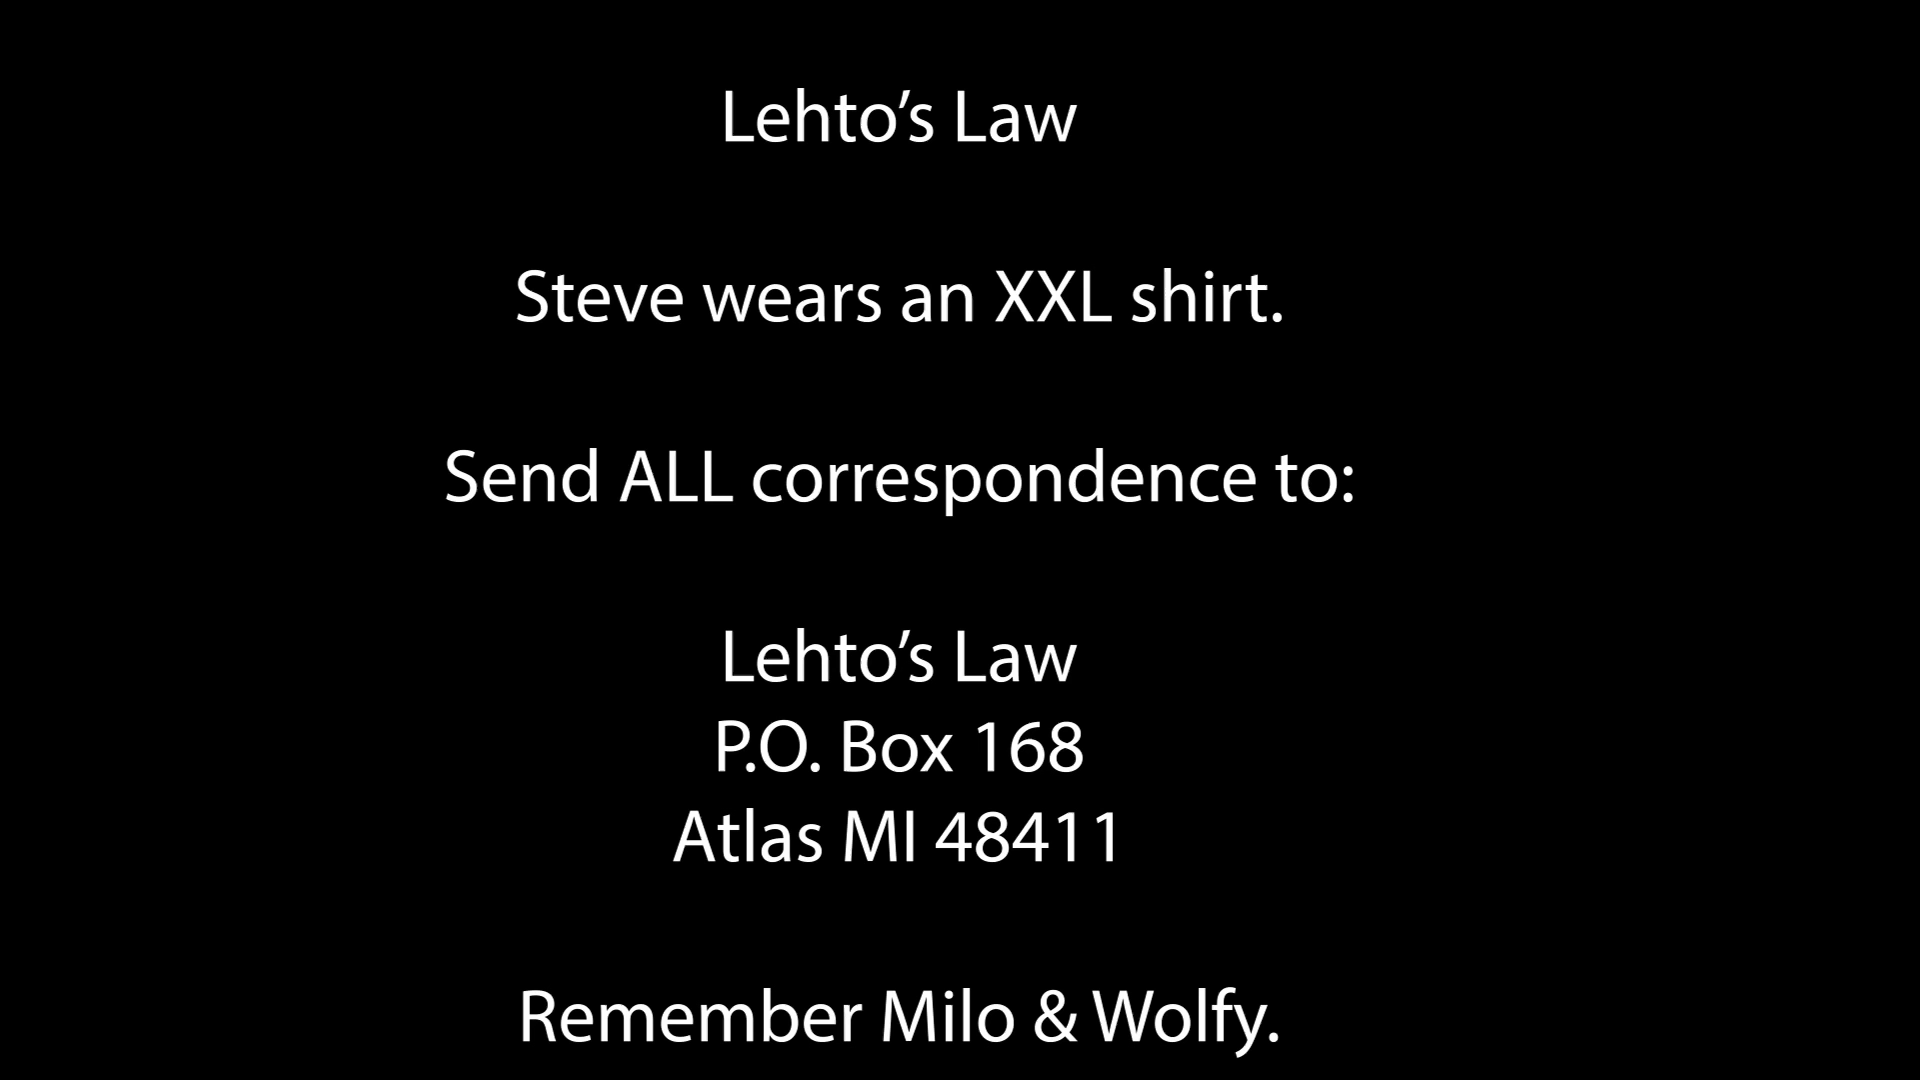 Lehto’s Law
Steve wears an XXL shirt.
Send ALL correspondence to:
Lehto’s Law
P.O. Box 168
Atlas MI 48411
Remember Milo & Wolfy.